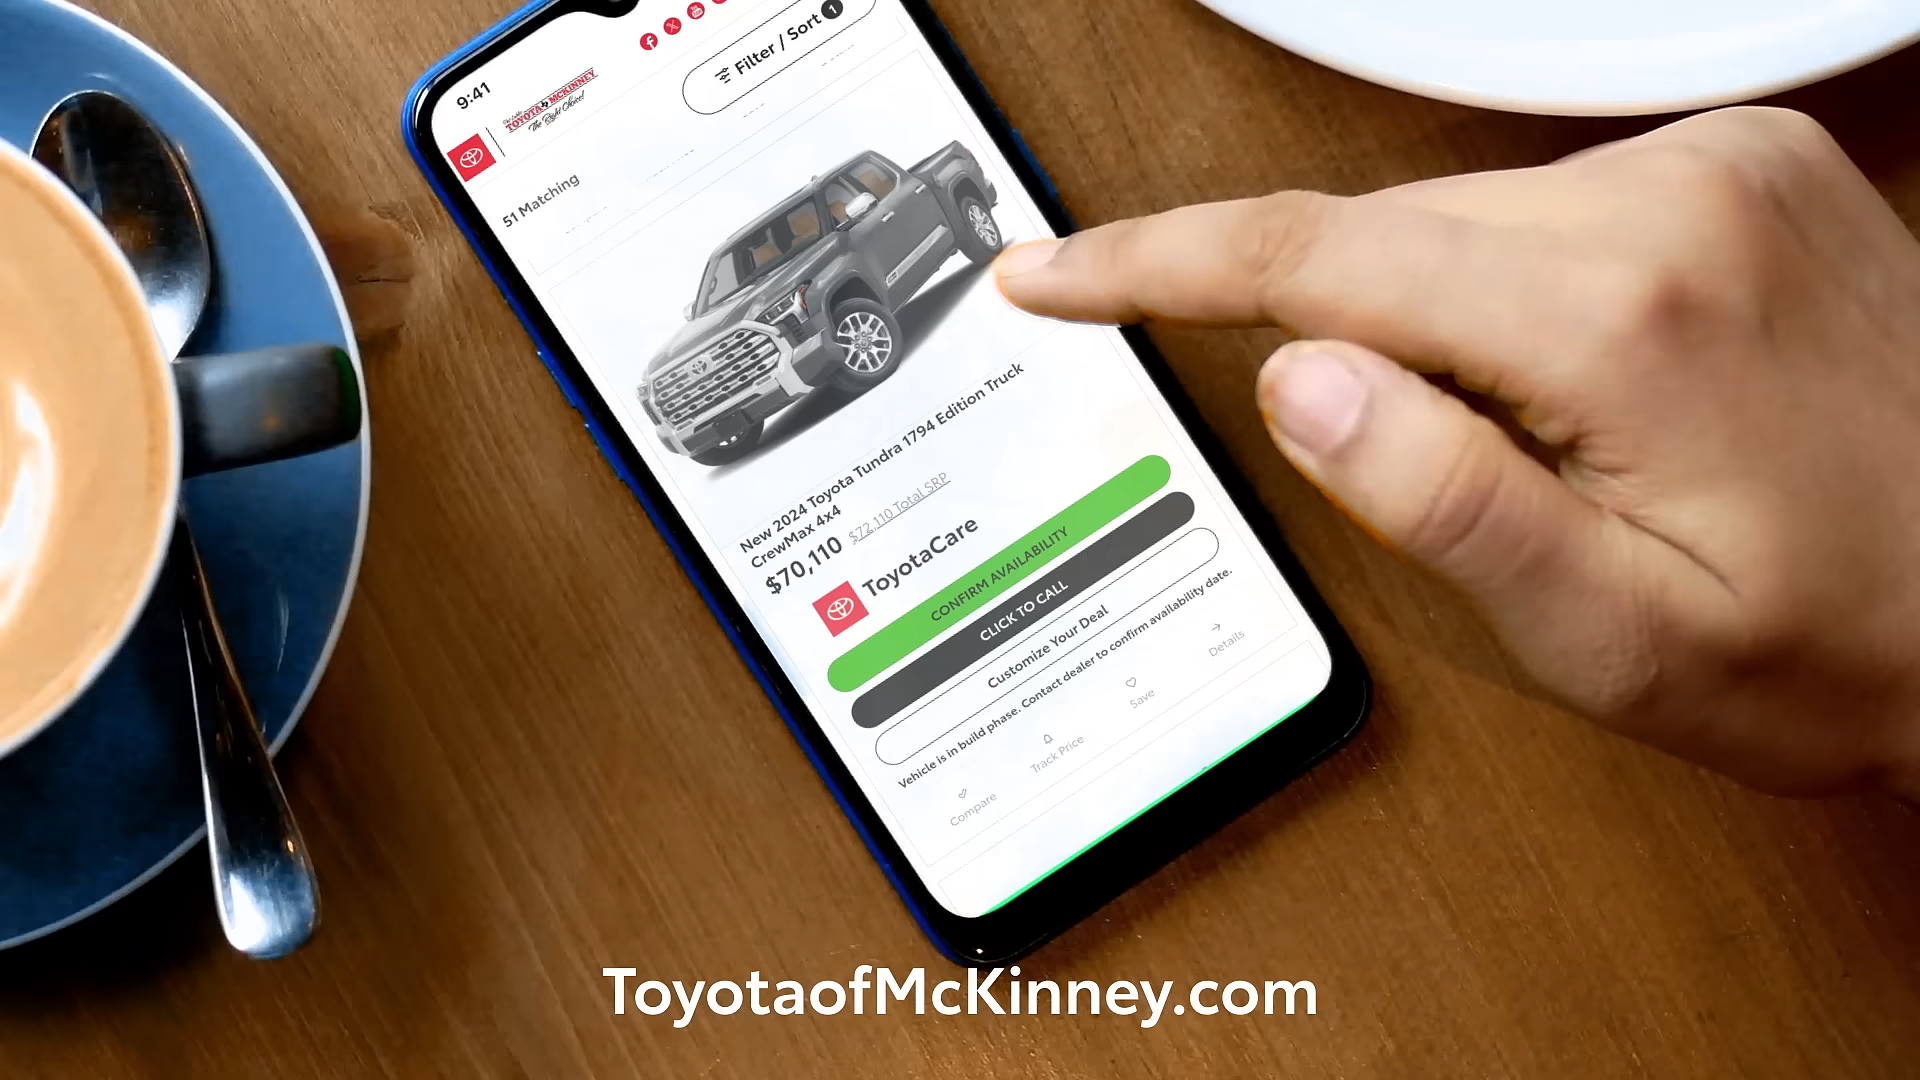 9:41
TOYOTA of MCKINNEY
The Right Choice!
Filter / Sort 1
51 Matching
New 2024 Toyota Tundra 1794 Edition Truck
CrewMax 4x4
$70,110 $72,110 Total SRP
ToyotaCare
CONFIRM AVAILABILITY
CLICK TO CALL
Customize Your Deal
Vehicle is in build phase. Contact dealer to confirm availability date.
Compare
Track Price
Save
Details
ToyotaofMcKinney.com